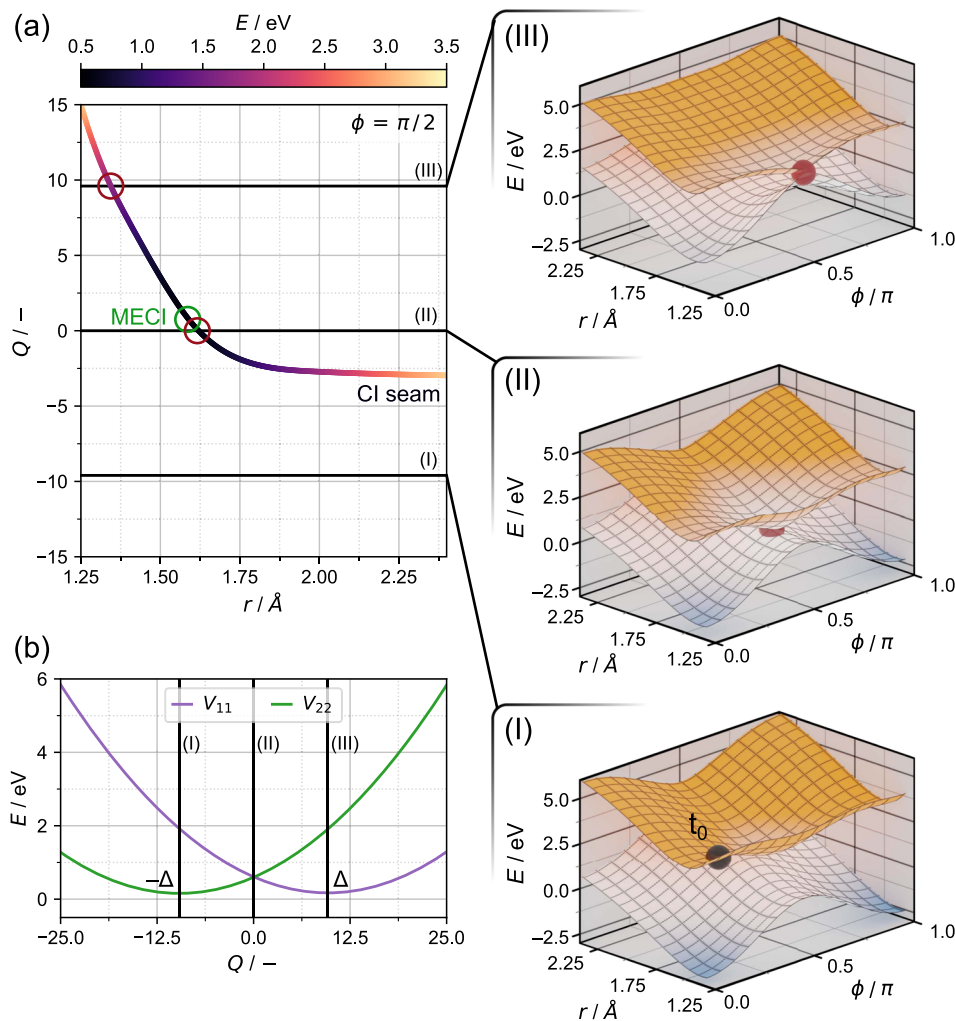 (a)
E / eV
0.5 1.0 1.5 2.0 2.5 3.0 3.5
15
10
5
0
−5
−10
−15
Q / −
ϕ = π/2
(III)
MECI
(II)
CI seam
(I)
1.25 1.50 1.75 2.00 2.25
r / Å
(b)
6
4
2
0
E / eV
V₁₁ V₂₂
(I) (II) (III)
−Δ Δ
−25.0 −12.5 0.0 12.5 25.0
Q / −
(III)
5.0
2.5
0.0
−2.5
E / eV
2.25
1.75
1.25
r / Å
0.0
0.5
1.0
ϕ / π
(II)
5.0
2.5
0.0
−2.5
E / eV
2.25
1.75
1.25
r / Å
0.0
0.5
1.0
ϕ / π
(I)
t₀
5.0
2.5
0.0
−2.5
E / eV
2.25
1.75
1.25
r / Å
0.0
0.5
1.0
ϕ / π